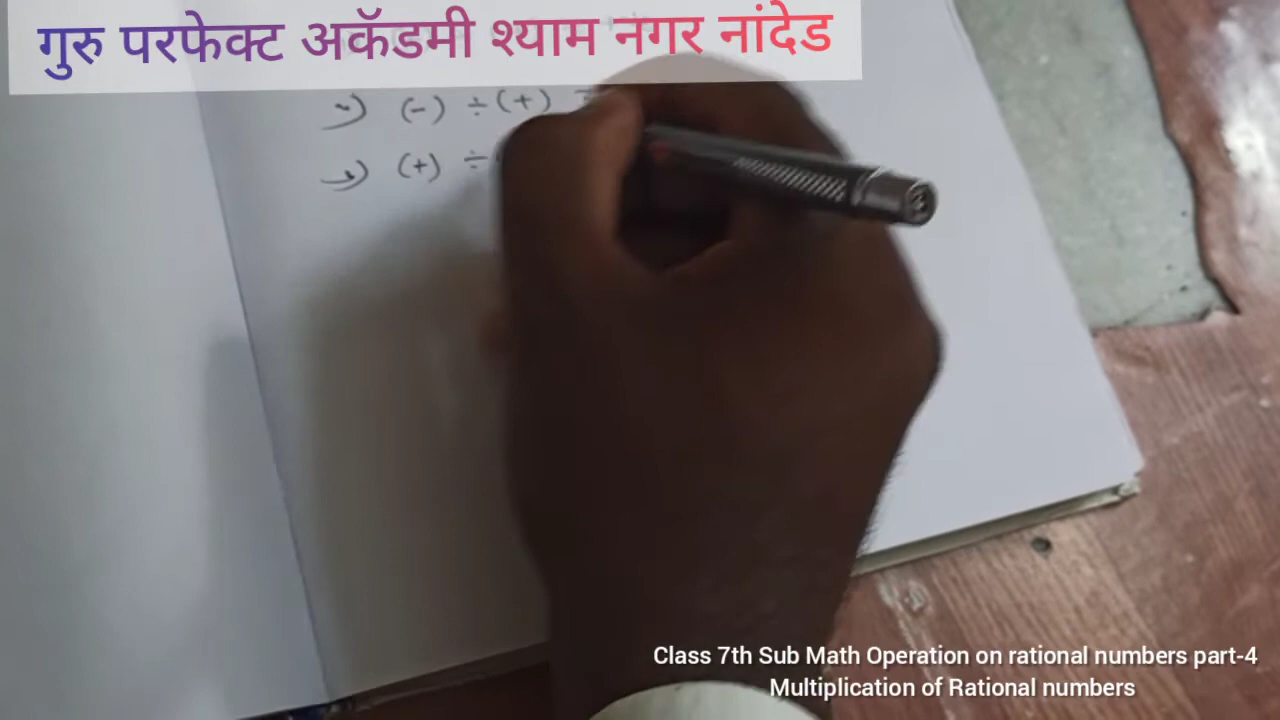 गुरु परफेक्ट अकॅडमी श्याम नगर नांदेड
(-) ÷ (+)
(+) ÷
Class 7th Sub Math Operation on rational numbers part-4
Multiplication of Rational numbers